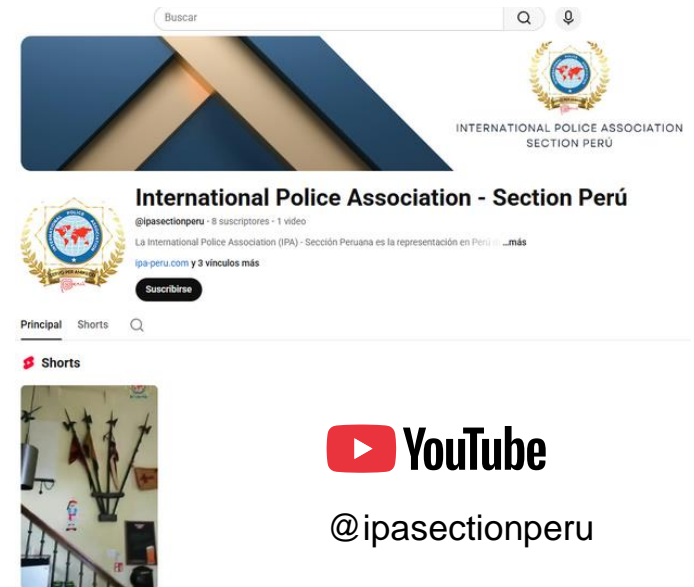 Buscar
INTERNATIONAL POLICE ASSOCIATION
SECTION PERÚ
International Police Association - Section Perú
@ipasectionperu · 8 suscriptores · 1 video
La International Police Association (IPA) - Sección Peruana es la representación en Perú ...más
ipa-peru.com y 3 vínculos más
Suscribirse
Principal Shorts
Shorts
YouTube
@ipasectionperu